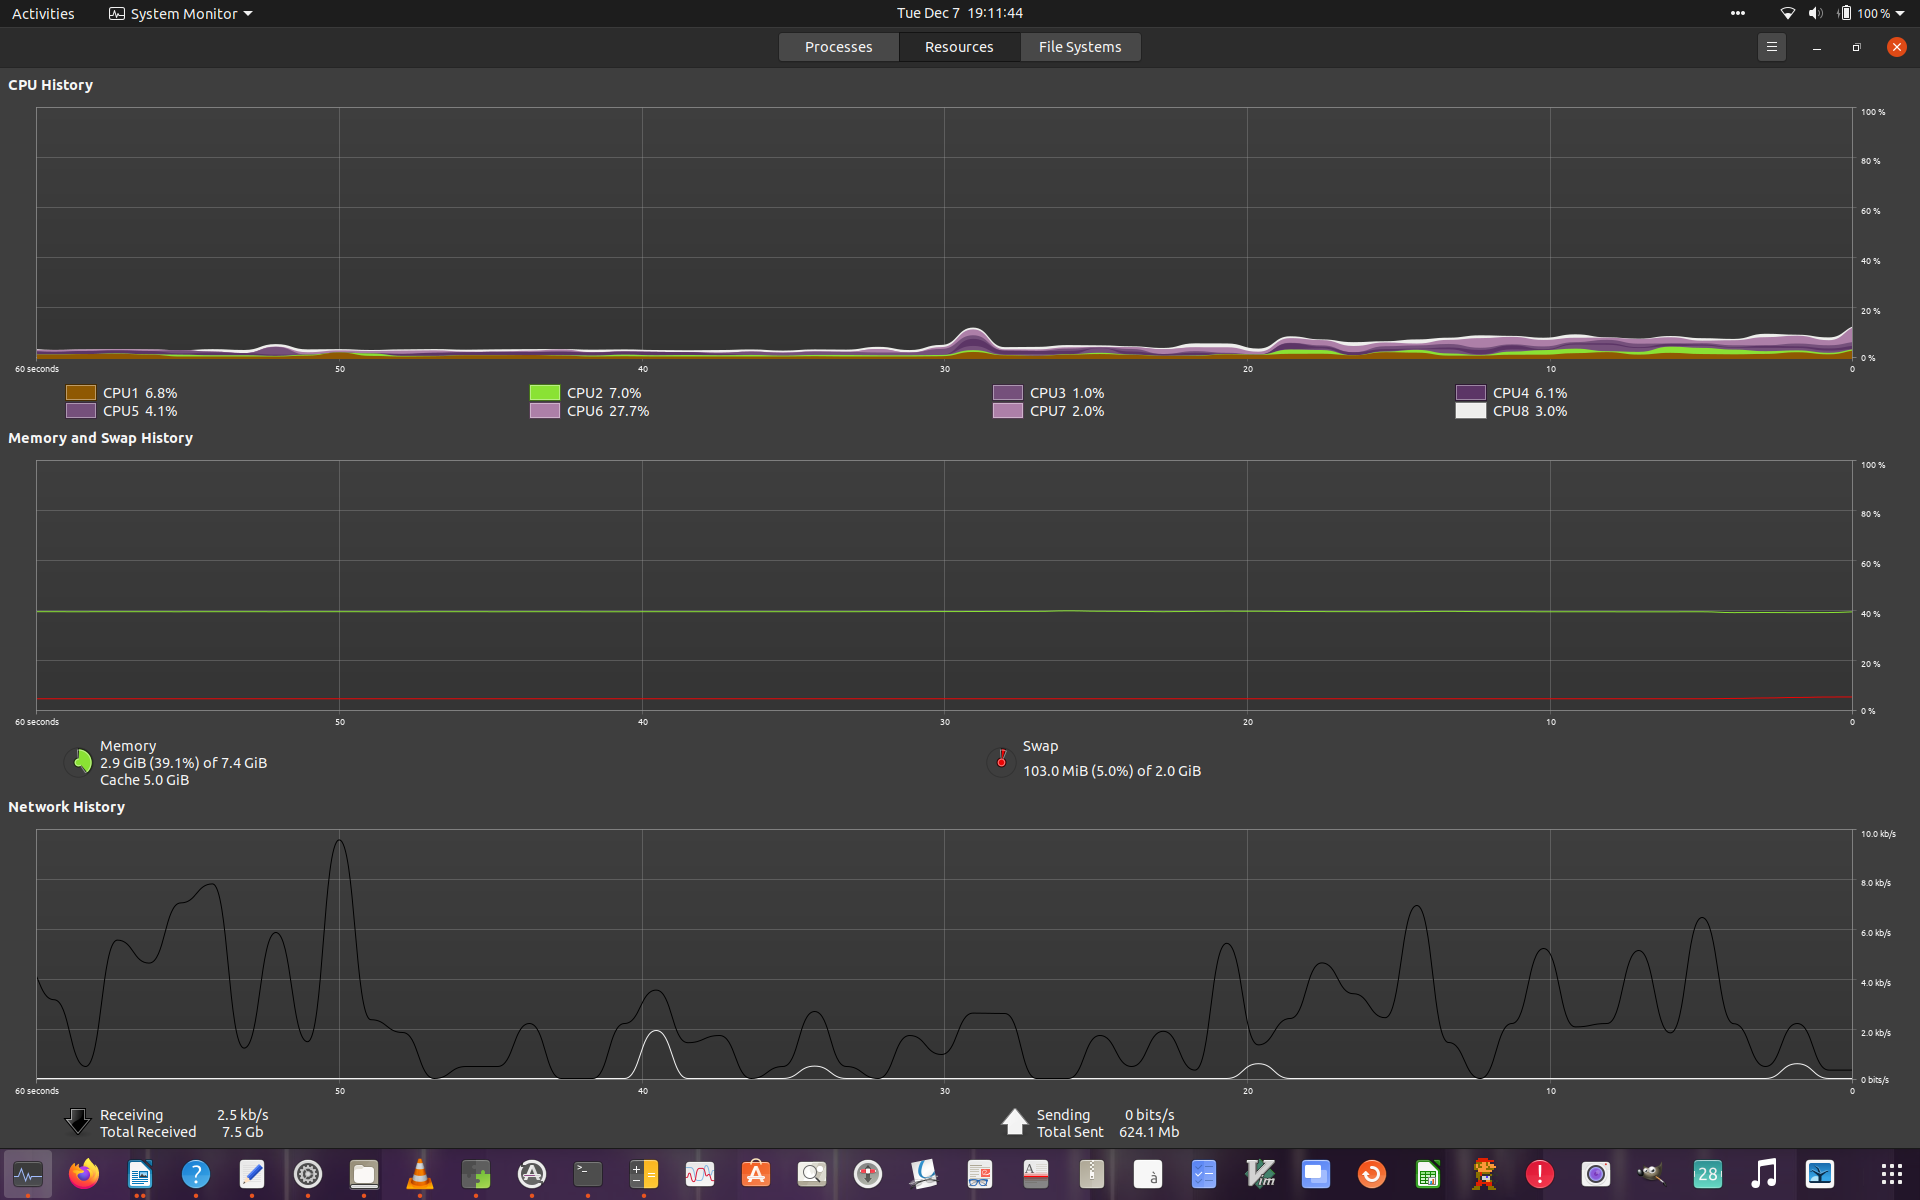 Activities System Monitor Tue Dec 7 19:11:44 100 %
Processes Resources File Systems
CPU History
100 %
80 %
60 %
40 %
20 %
0 %
60 seconds 50 40 30 20 10 0
CPU1 6.8% CPU2 7.0% CPU3 1.0% CPU4 6.1%
CPU5 4.1% CPU6 27.7% CPU7 2.0% CPU8 3.0%
Memory and Swap History
100 %
80 %
60 %
40 %
20 %
0 %
60 seconds 50 40 30 20 10 0
Memory
2.9 GiB (39.1%) of 7.4 GiB
Cache 5.0 GiB
Swap
103.0 MiB (5.0%) of 2.0 GiB
Network History
10.0 kb/s
8.0 kb/s
6.0 kb/s
4.0 kb/s
2.0 kb/s
0 bits/s
60 seconds 50 40 30 20 10 0
Receiving 2.5 kb/s
Total Received 7.5 Gb
Sending 0 bits/s
Total Sent 624.1 Mb
? >_ A à Vim ! 28